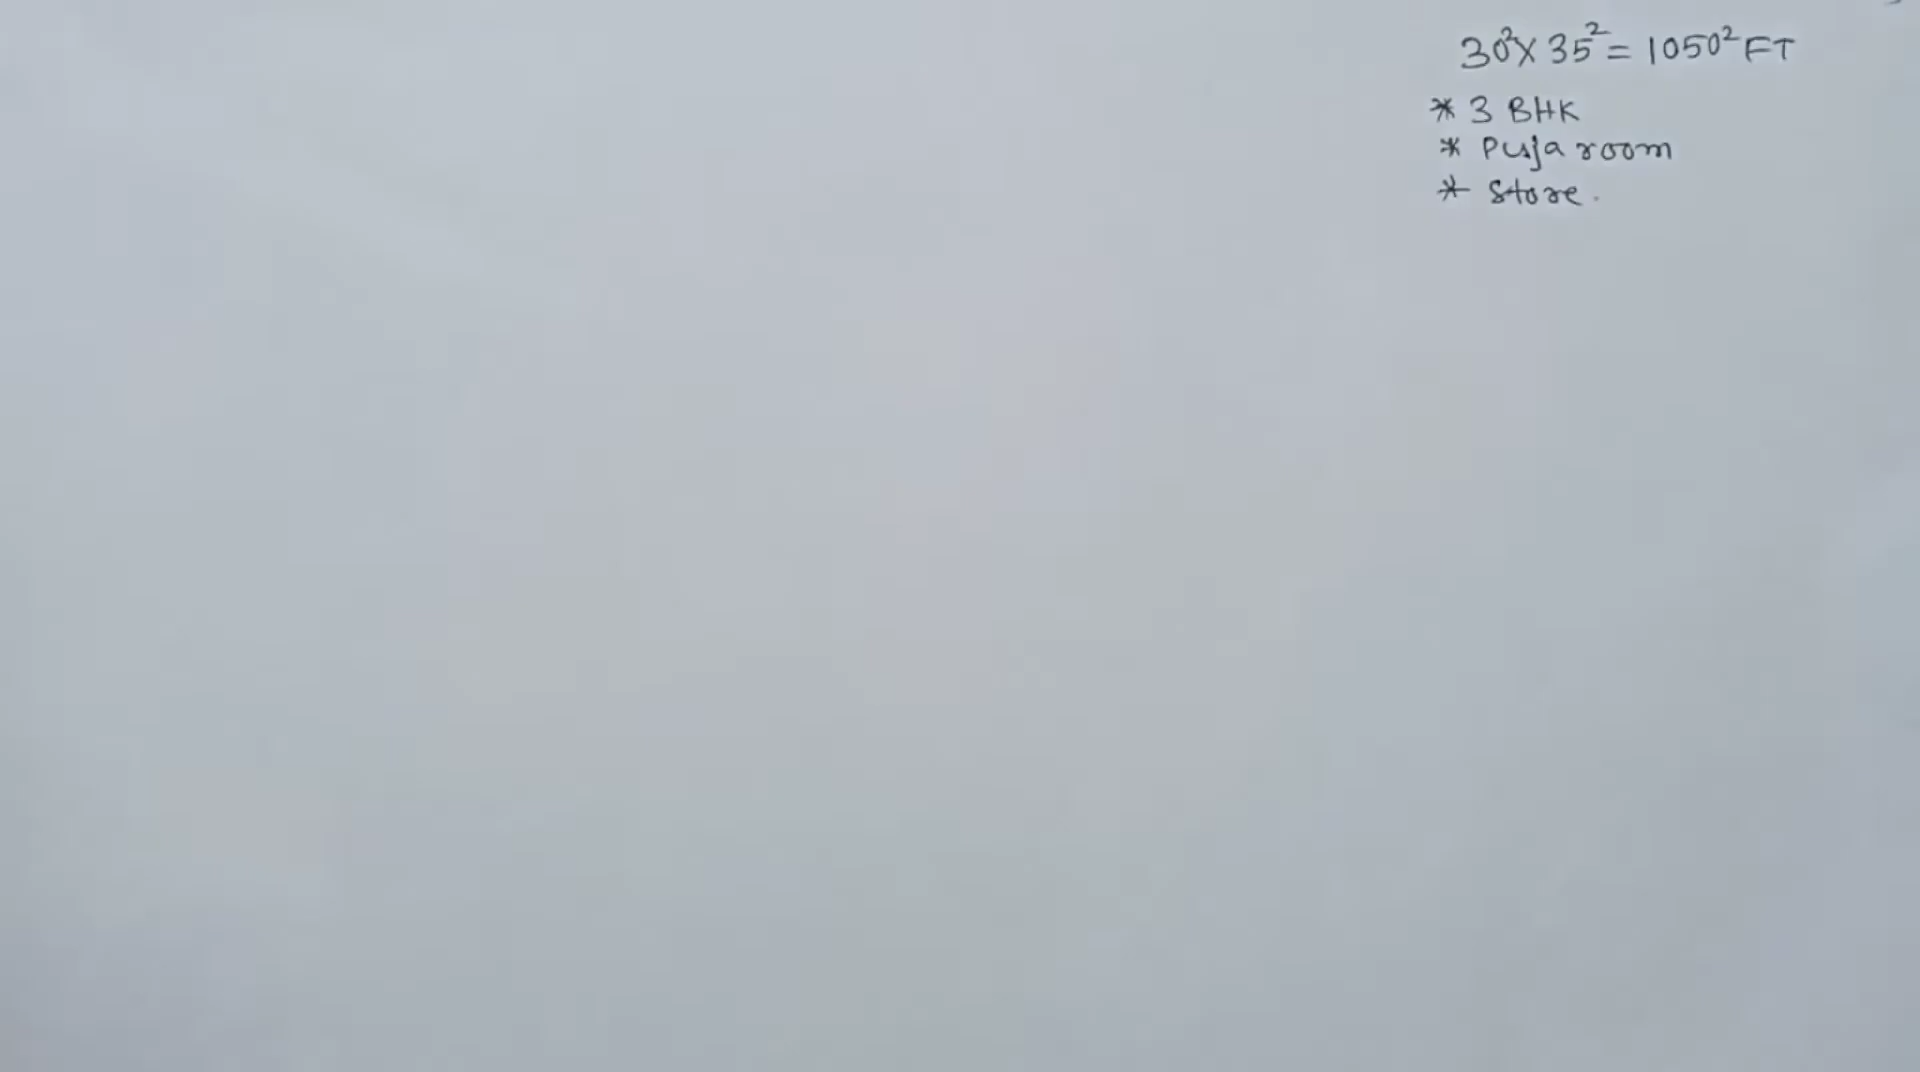 30²X 35² = 1050² FT
* 3 BHK
* Puja room
* Store.